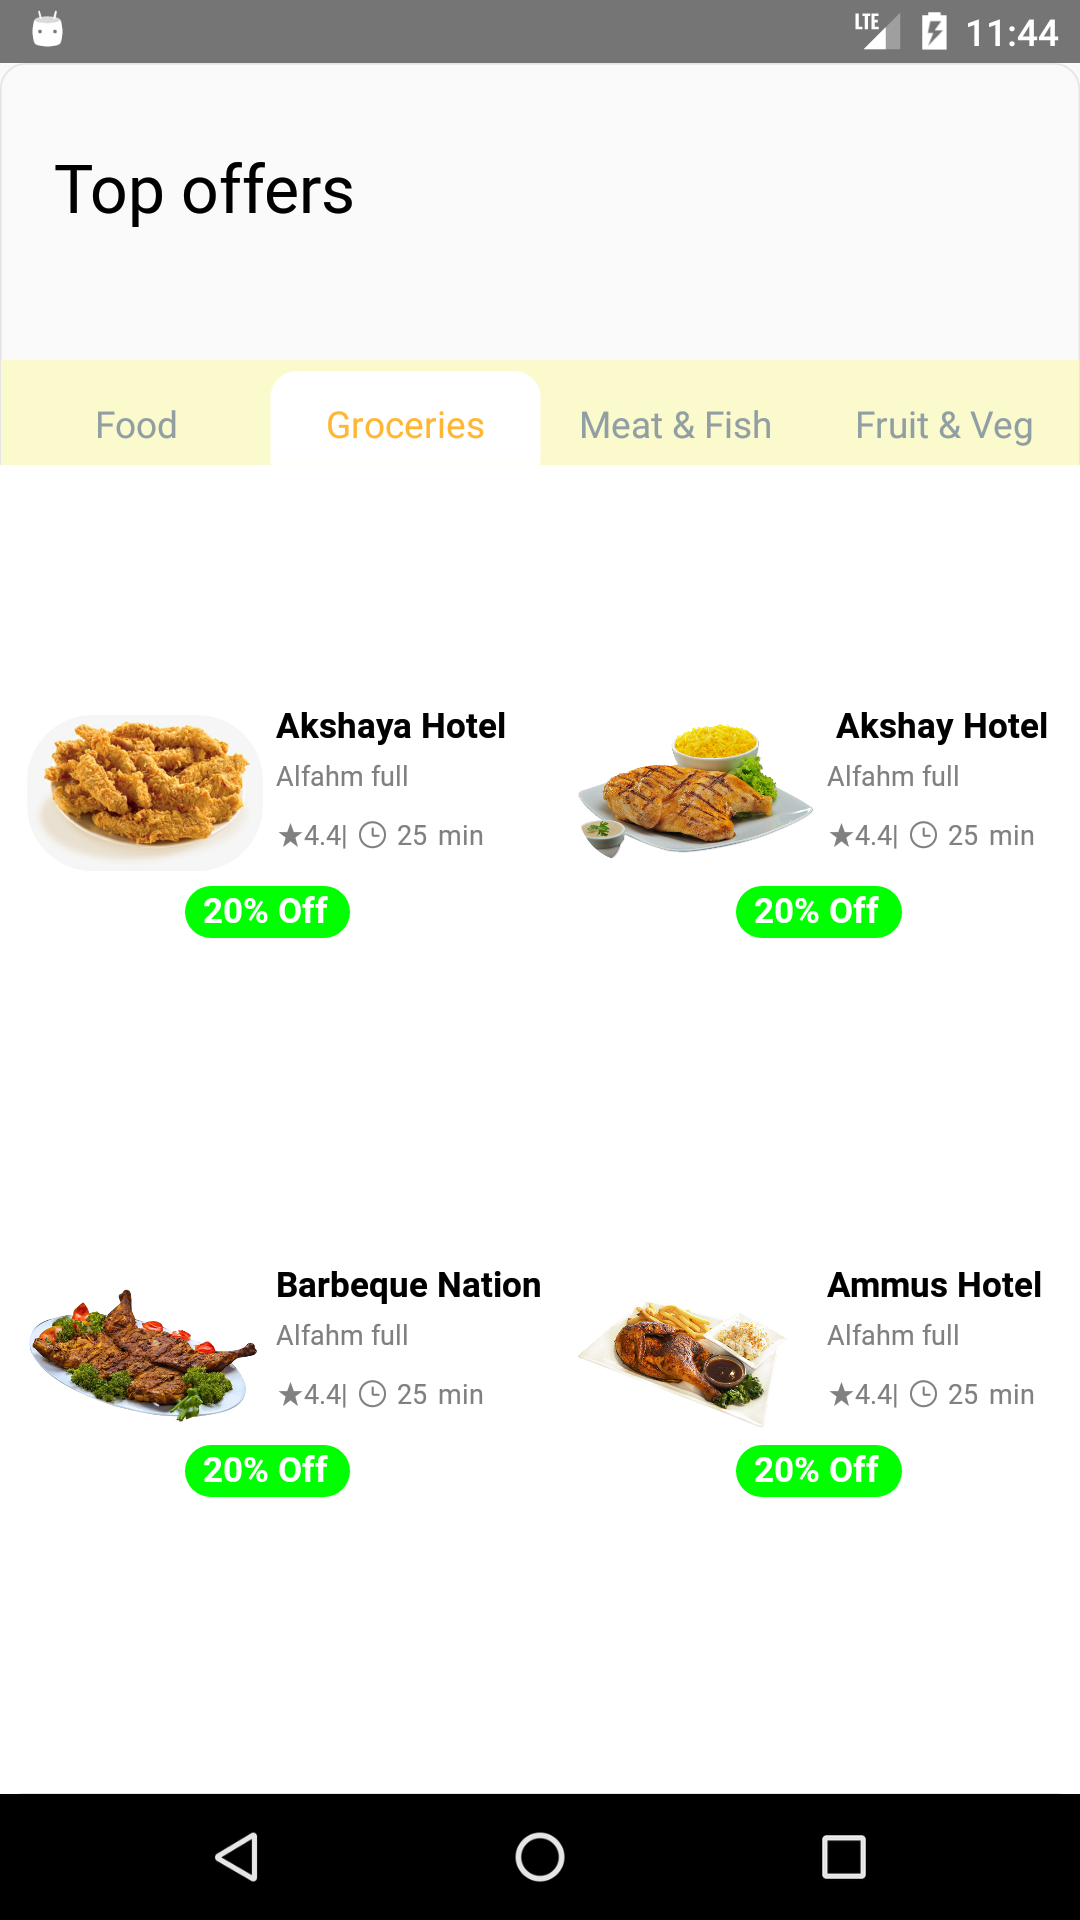 LTE 11:44
Top offers
Food Groceries Meat & Fish Fruit & Veg
Akshaya Hotel
Alfahm full
★4.4| 25 min
20% Off
Akshay Hotel
Alfahm full
★4.4| 25 min
20% Off
Barbeque Nation
Alfahm full
★4.4| 25 min
20% Off
Ammus Hotel
Alfahm full
★4.4| 25 min
20% Off